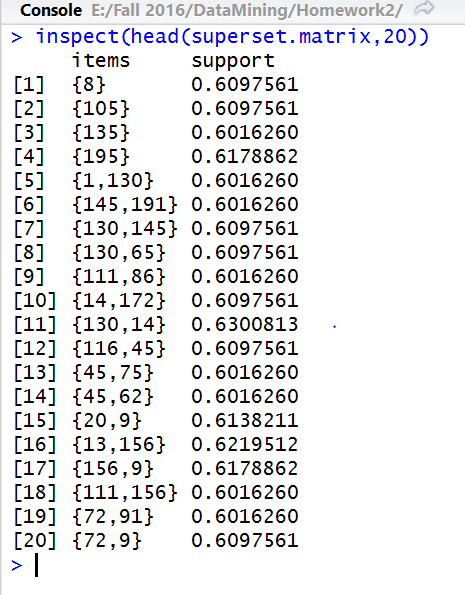 Console E:/Fall 2016/DataMining/Homework2/
> inspect(head(superset.matrix,20))
     items     support
[1]  {8}       0.6097561
[2]  {105}     0.6097561
[3]  {135}     0.6016260
[4]  {195}     0.6178862
[5]  {1,130}   0.6016260
[6]  {145,191} 0.6016260
[7]  {130,145} 0.6097561
[8]  {130,65}  0.6097561
[9]  {111,86}  0.6016260
[10] {14,172}  0.6097561
[11] {130,14}  0.6300813
[12] {116,45}  0.6097561
[13] {45,75}   0.6016260
[14] {45,62}   0.6016260
[15] {20,9}    0.6138211
[16] {13,156}  0.6219512
[17] {156,9}   0.6178862
[18] {111,156} 0.6016260
[19] {72,91}   0.6016260
[20] {72,9}    0.6097561
>